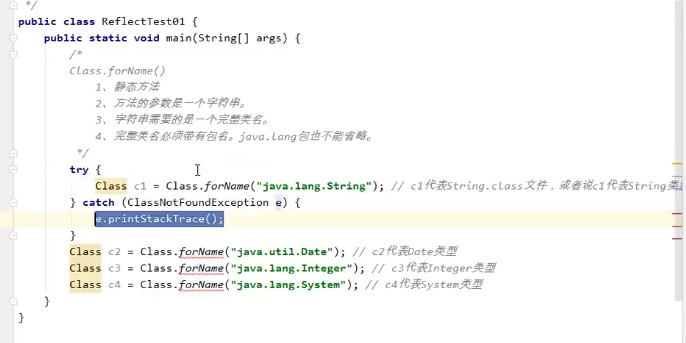 */
public class ReflectTest01 {
public static void main(String[] args) {
/*
Class.forName()
1、静态方法
2、方法的参数是一个字符串。
3、字符串需要的是一个完整类名。
4、完整类名必须带有包名。java.lang包也不能省略。
*/
try {
Class c1 = Class.forName("java.lang.String"); // c1代表String.class文件，或者说c1代表String类
} catch (ClassNotFoundException e) {
e.printStackTrace();
}
Class c2 = Class.forName("java.util.Date"); // c2代表Date类型
Class c3 = Class.forName("java.lang.Integer"); // c3代表Integer类型
Class c4 = Class.forName("java.lang.System"); // c4代表System类型
}
}